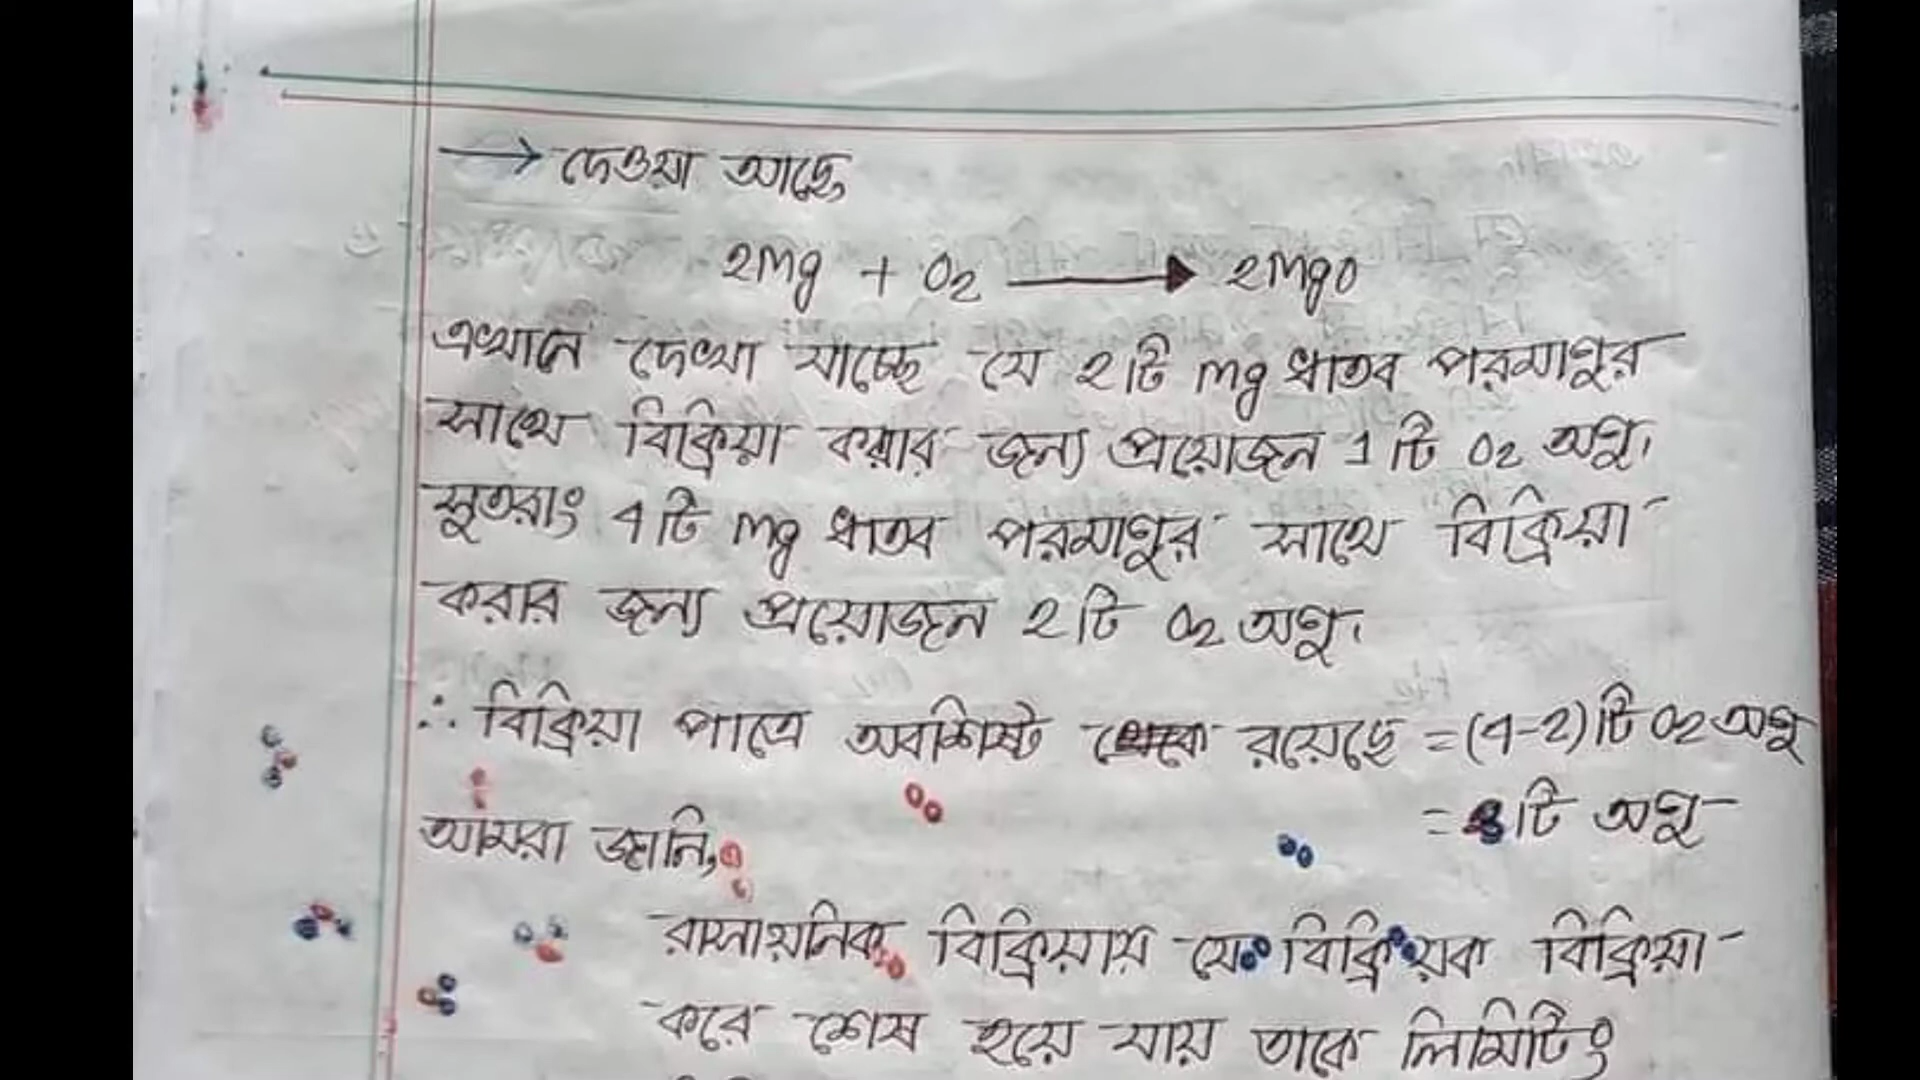 → দেওয়া আছে,
2Mg + O2 → 2MgO
এখানে দেখা যাচ্ছে যে 2টি Mg ধাতব পরমাণুর
সাথে বিক্রিয়া করার জন্য প্রয়োজন 1টি O2 অণু।
সুতরাং 4টি Mg ধাতব পরমাণুর সাথে বিক্রিয়া
করার জন্য প্রয়োজন 2টি O2 অণু।
∴ বিক্রিয়া পাত্রে অবশিষ্ট রয়েছে = (4-2)টি O2 অণু
= টি অণু
আমরা জানি,
রাসায়নিক বিক্রিয়ায় যে বিক্রিয়ক বিক্রিয়া
করে শেষ হয়ে যায় তাকে লিমিটিং